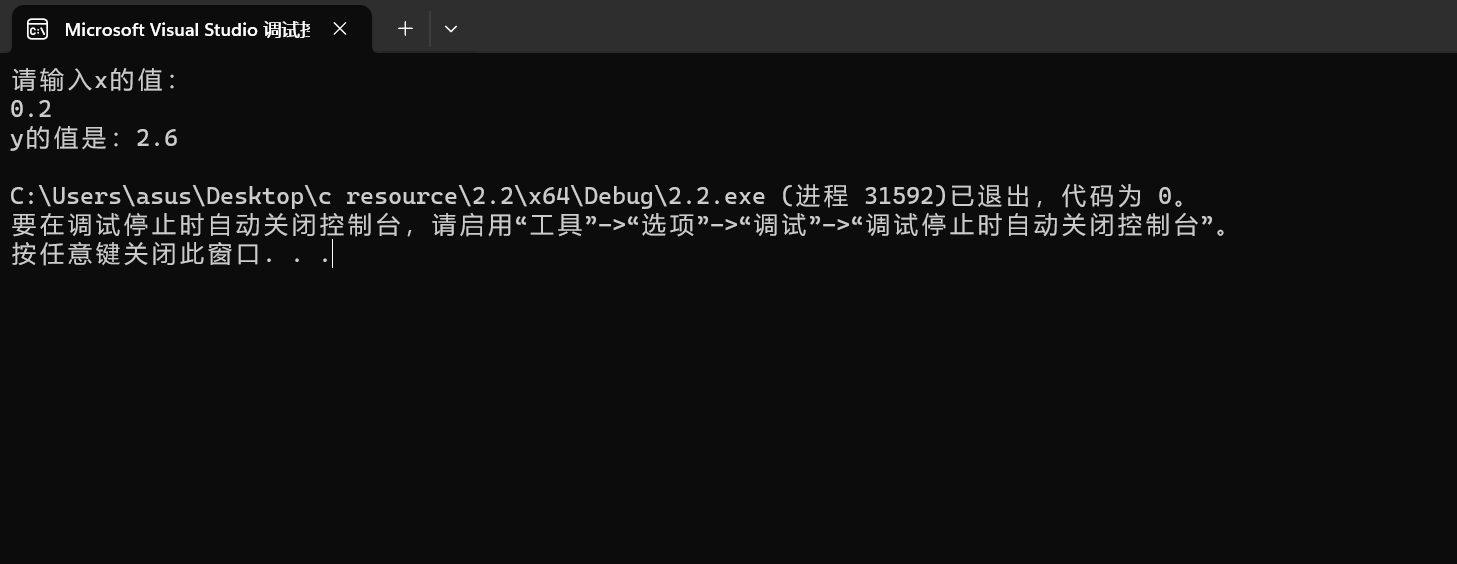 Microsoft Visual Studio 调试
请输入x的值：
0.2
y的值是：2.6
C:\Users\asus\Desktop\c resource\2.2\x64\Debug\2.2.exe (进程 31592)已退出，代码为 0。
要在调试停止时自动关闭控制台，请启用“工具”->“选项”->“调试”->“调试停止时自动关闭控制台”。
按任意键关闭此窗口. . .